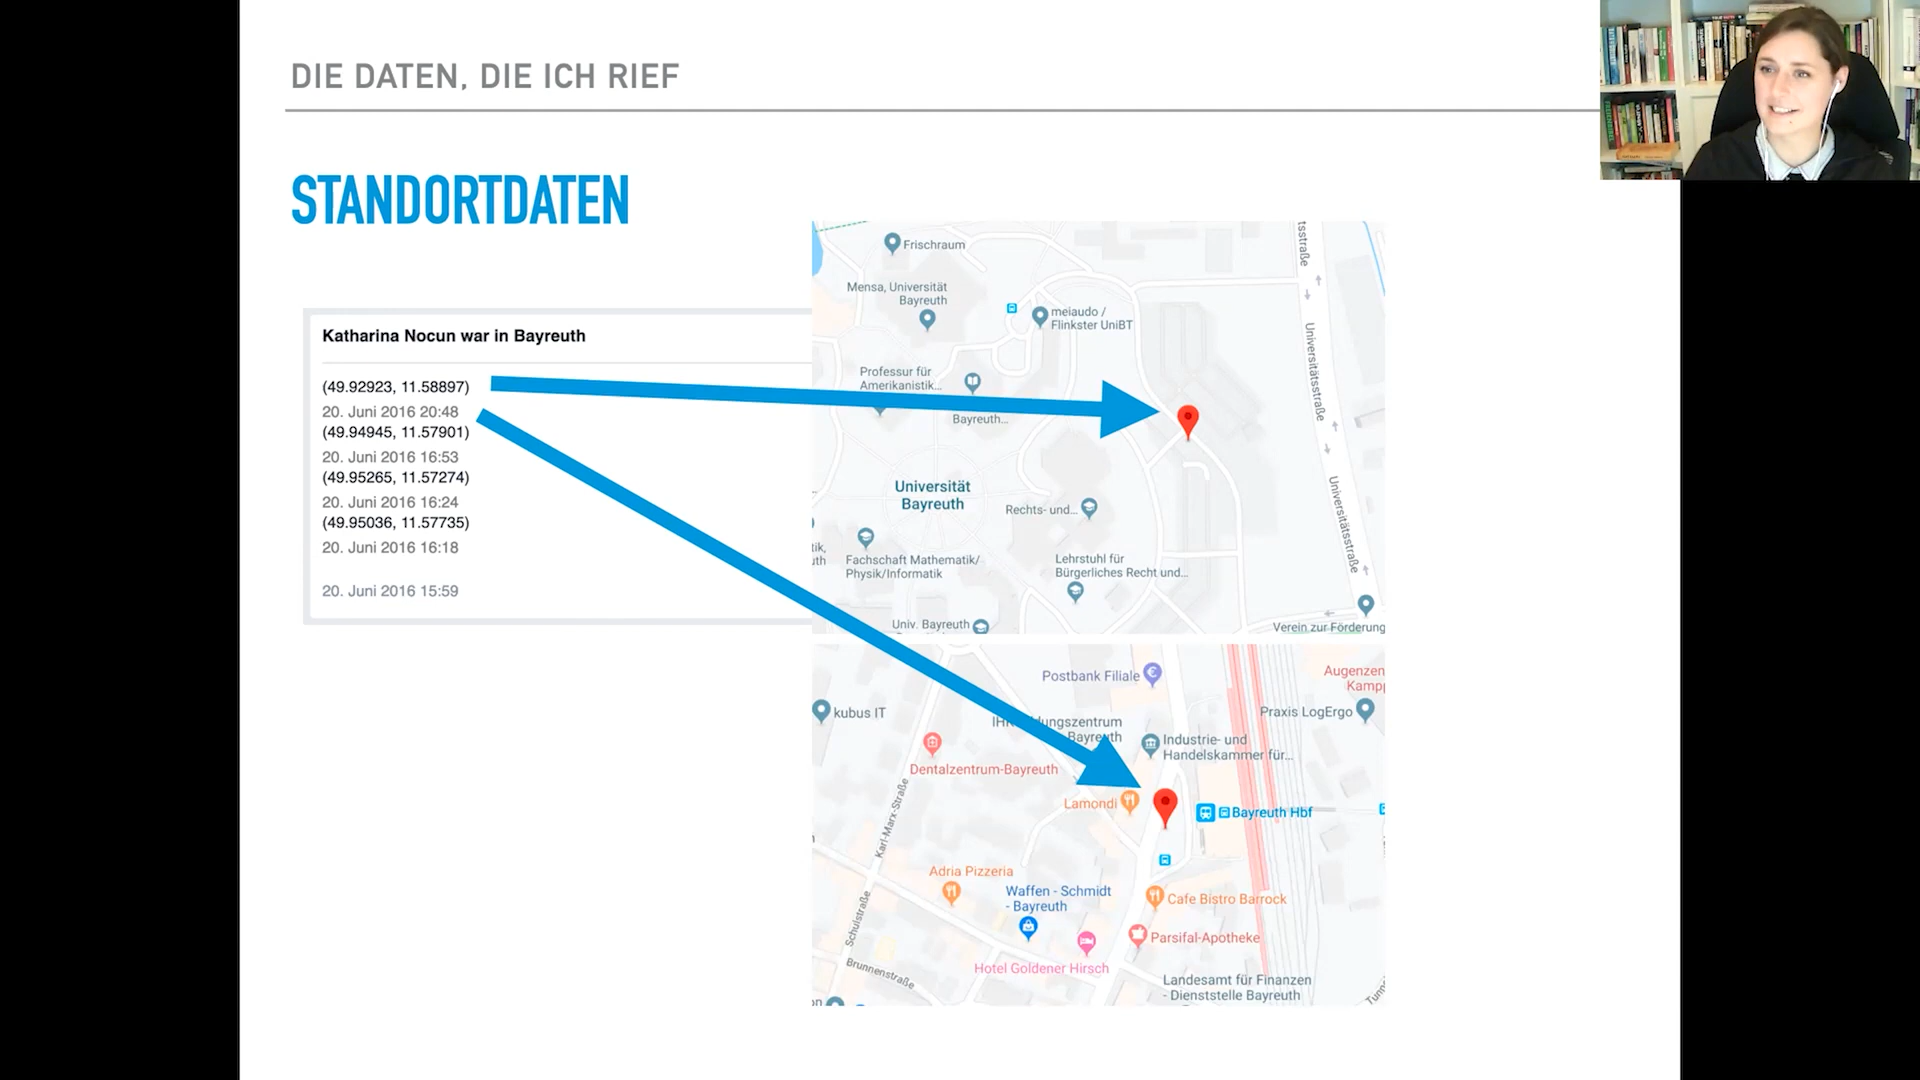 DIE DATEN, DIE ICH RIEF
STANDORTDATEN
Katharina Nocun war in Bayreuth
(49.92923, 11.58897)
20. Juni 2016 20:48
(49.94945, 11.57901)
20. Juni 2016 16:53
(49.95265, 11.57274)
20. Juni 2016 16:24
(49.95036, 11.57735)
20. Juni 2016 16:18
20. Juni 2016 15:59
Frischraum
Mensa, Universität
Bayreuth
meiaudo /
Flinkster UniBT
Professur für
Amerikanistik...
Bayreuth...
Universität
Bayreuth
Rechts- und...
Fachschaft Mathematik/
Physik/Informatik
Lehrstuhl für
Bürgerliches Recht und...
Univ. Bayreuth
Verein zur Förderung
tsstraße
Universitätsstraße
Universitätsstraße
tik,
uth
Postbank Filiale
Augenzen
Kamp
kubus IT
Praxis LogErgo
Bayreuth
Industrie- und
Handelskammer für...
Dentalzentrum-Bayreuth
Lamondi
Bayreuth Hbf
Karl-Marx-Straße
Adria Pizzeria
Waffen - Schmidt
- Bayreuth
Cafe Bistro Barrock
Schulstraße
Parsifal-Apotheke
Hotel Goldener Hirsch
Brunnenstraße
Landesamt für Finanzen
- Dienststelle Bayreuth
Tunn